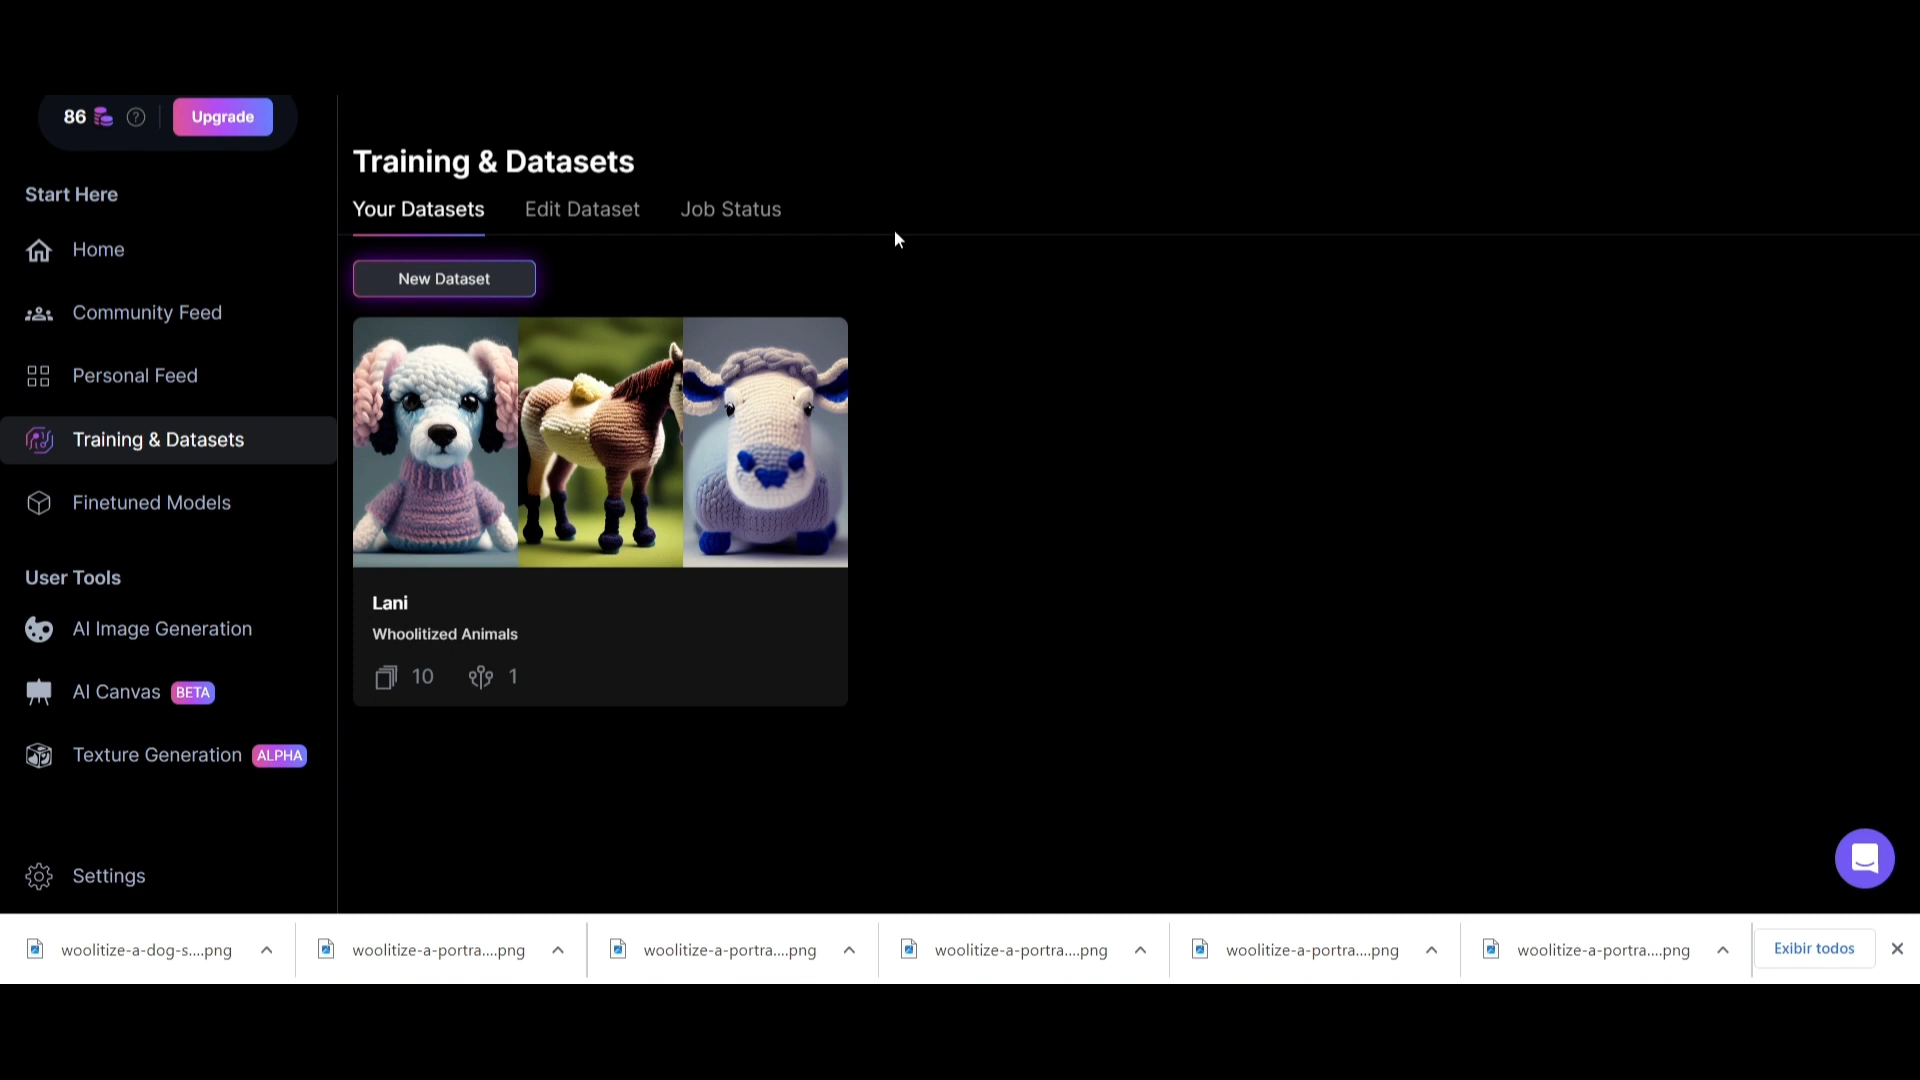 86
Upgrade
Start Here
Home
Community Feed
Personal Feed
Training & Datasets
Finetuned Models
User Tools
AI Image Generation
AI Canvas BETA
Texture Generation ALPHA
Settings
Training & Datasets
Your Datasets Edit Dataset Job Status
New Dataset
Lani
Whoolitized Animals
10 1
woolitize-a-dog-s....png woolitize-a-portra....png woolitize-a-portra....png woolitize-a-portra....png woolitize-a-portra....png woolitize-a-portra....png Exibir todos